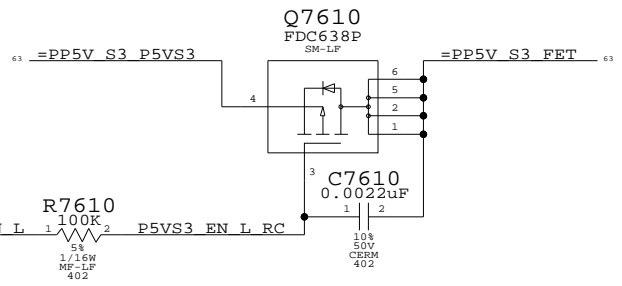 Q7610
FDC638P
SM-LF
63 =PP5V_S3_P5VS3
=PP5V_S3_FET 63
6
5
4
2
1
3
C7610
0.0022uF
1 2
10%
50V
CERM
402
R7610
100K
_L 1 2 P5VS3_EN_L_RC
5%
1/16W
MF-LF
402